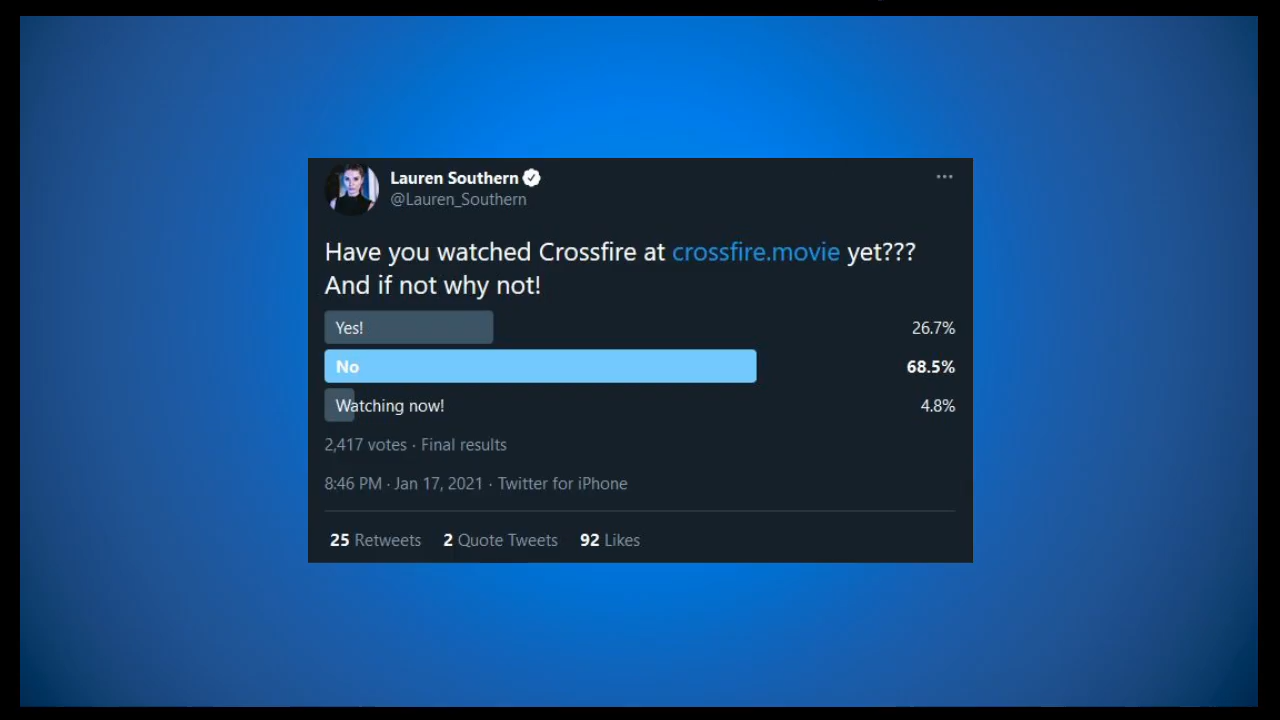 Lauren Southern
@Lauren_Southern
Have you watched Crossfire at crossfire.movie yet???
And if not why not!
Yes! 26.7%
No 68.5%
Watching now! 4.8%
2,417 votes · Final results
8:46 PM · Jan 17, 2021 · Twitter for iPhone
25 Retweets 2 Quote Tweets 92 Likes